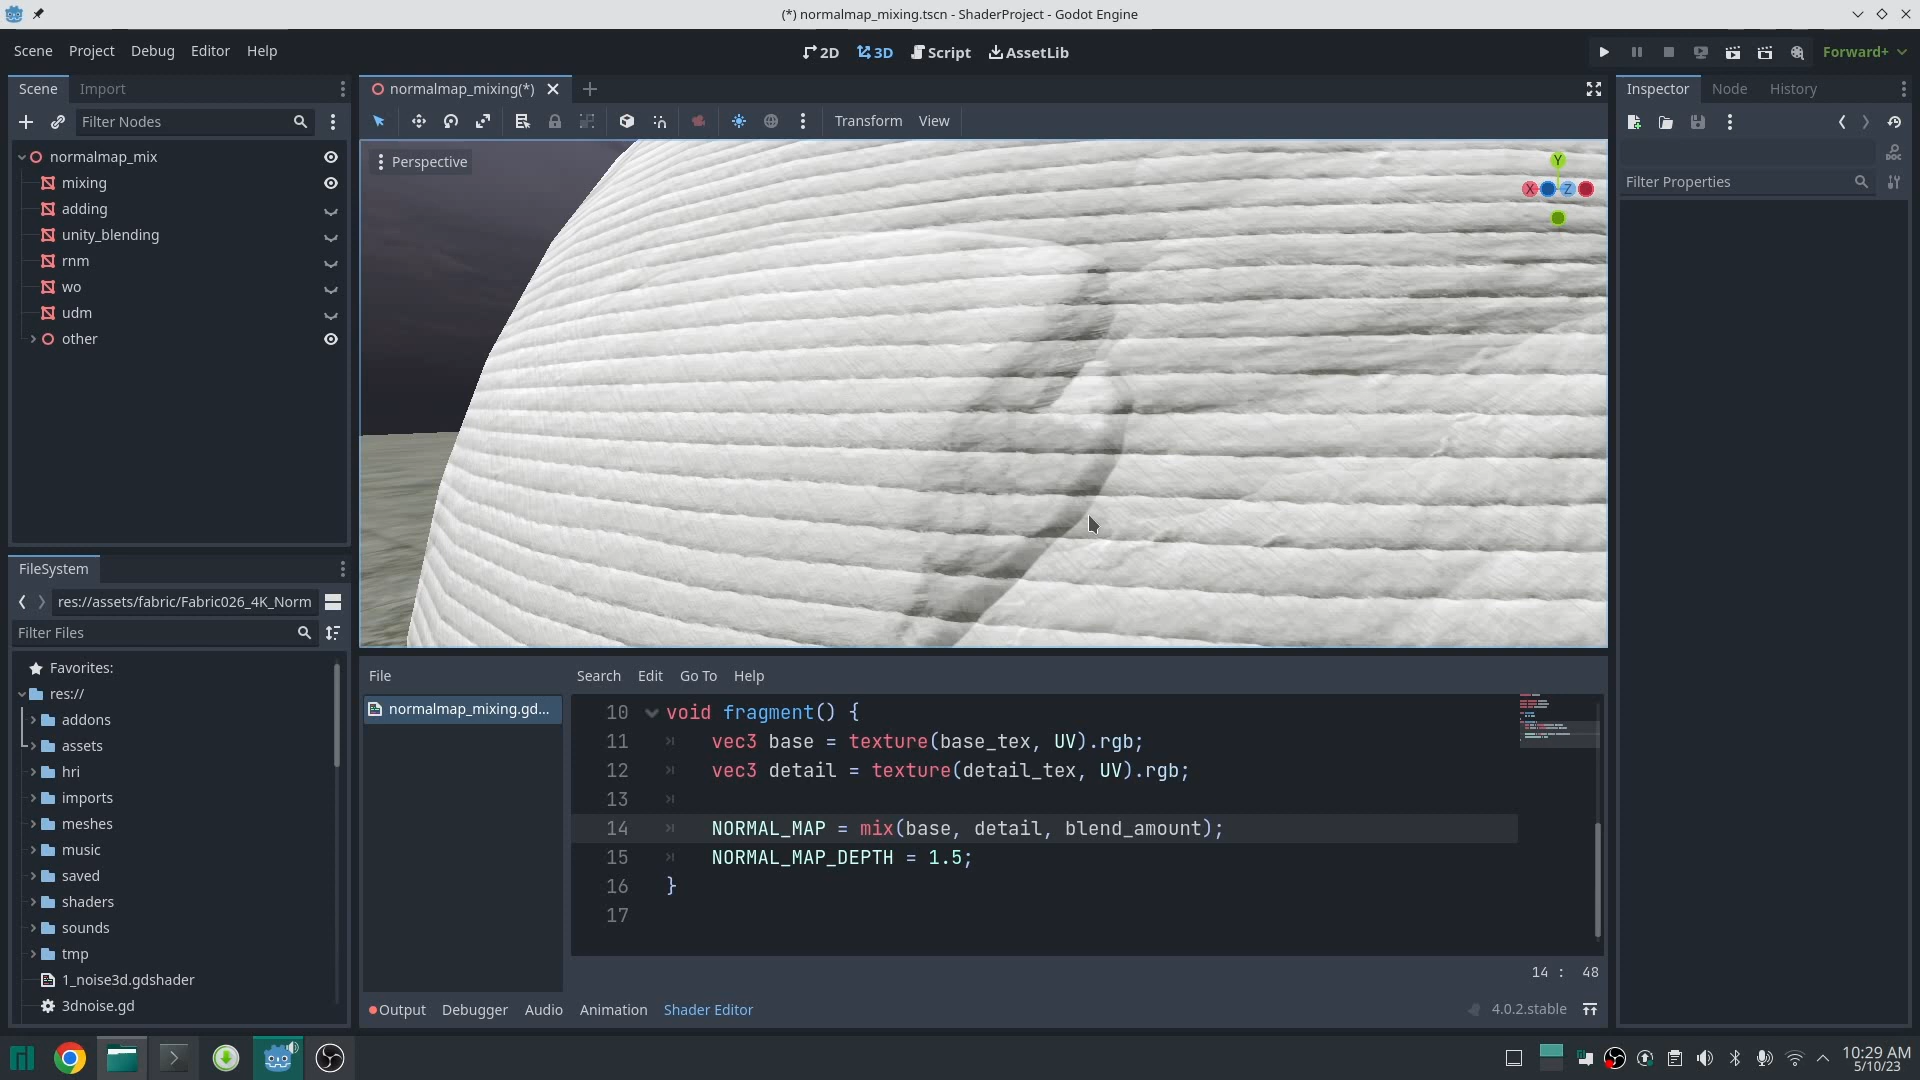 (*) normalmap_mixing.tscn - ShaderProject - Godot Engine
Scene Project Debug Editor Help
2D 3D Script AssetLib
Forward+
Scene Import
Filter Nodes
normalmap_mix
mixing
adding
unity_blending
rnm
wo
udm
other
FileSystem
res://assets/fabric/Fabric026_4K_Norm
Filter Files
Favorites:
res://
addons
assets
hri
imports
meshes
music
saved
shaders
sounds
tmp
1_noise3d.gdshader
3dnoise.gd
normalmap_mixing(*)
Transform View
Perspective
Y
X Z
File
normalmap_mixing.gd...
Search Edit Go To Help
10 void fragment() {
11 vec3 base = texture(base_tex, UV).rgb;
12 vec3 detail = texture(detail_tex, UV).rgb;
13
14 NORMAL_MAP = mix(base, detail, blend_amount);
15 NORMAL_MAP_DEPTH = 1.5;
16 }
17
14 : 48
Output Debugger Audio Animation Shader Editor
4.0.2.stable
Inspector Node History
DOC
Filter Properties
10:29 AM
5/10/23